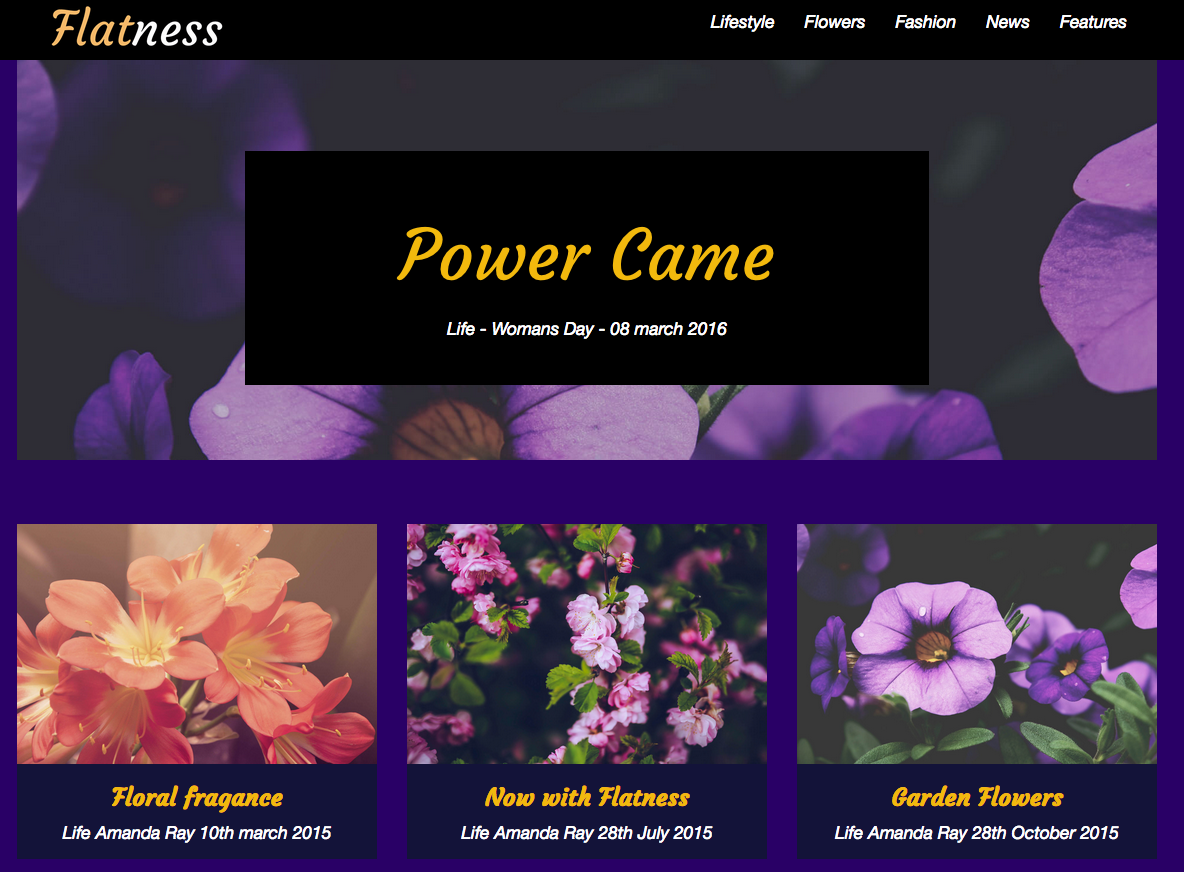 Flatness
Lifestyle Flowers Fashion News Features
Power Came
Life - Womans Day - 08 march 2016
Floral fragance
Life Amanda Ray 10th march 2015
Now with Flatness
Life Amanda Ray 28th July 2015
Garden Flowers
Life Amanda Ray 28th October 2015